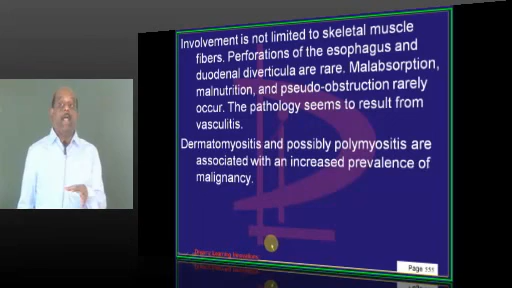 Involvement is not limited to skeletal muscle
fibers. Perforations of the esophagus and
duodenal diverticula are rare. Malabsorption,
malnutrition, and pseudo-obstruction rarely
occur. The pathology seems to result from
vasculitis.
Dermatomyositis and possibly polymyositis are
associated with an increased prevalence of
malignancy.
Page 111